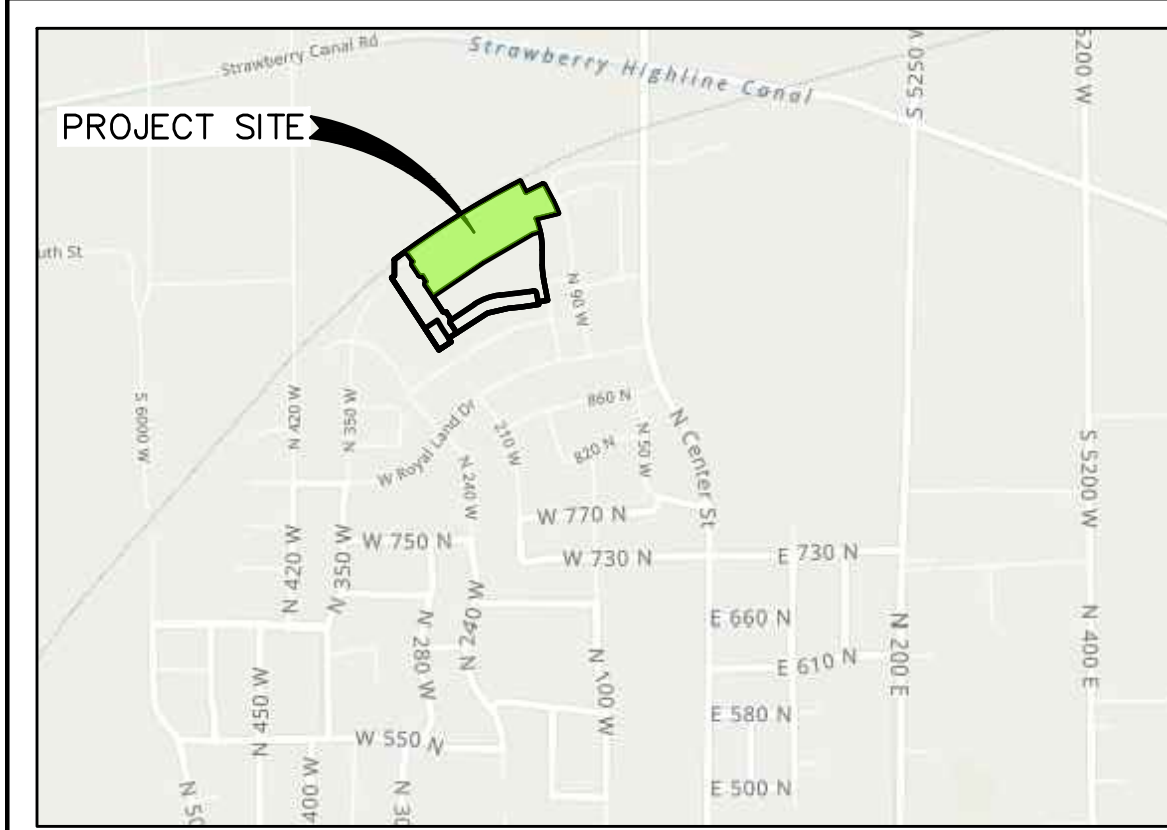 Strawberry Canal Rd
Strawberry Highline Canal
S 5250 W
5200 W
PROJECT SITE
uth St
N 90 W
S 6000 W
N 420 W
N 350 W
860 N
W Royal Land Dr
210 W
820 N
N 50 W
N Center St
N 240 W
S 5200 W
W 770 N
W 750 N
W 730 N
E 730 N
N 420 W
N 350 W
N 280 W
N 240 W
E 660 N
N 200 E
N 400 E
E 610 N
N 100 W
N 450 W
E 580 N
W 550 N
E 500 N
N 50
400 W
N 30